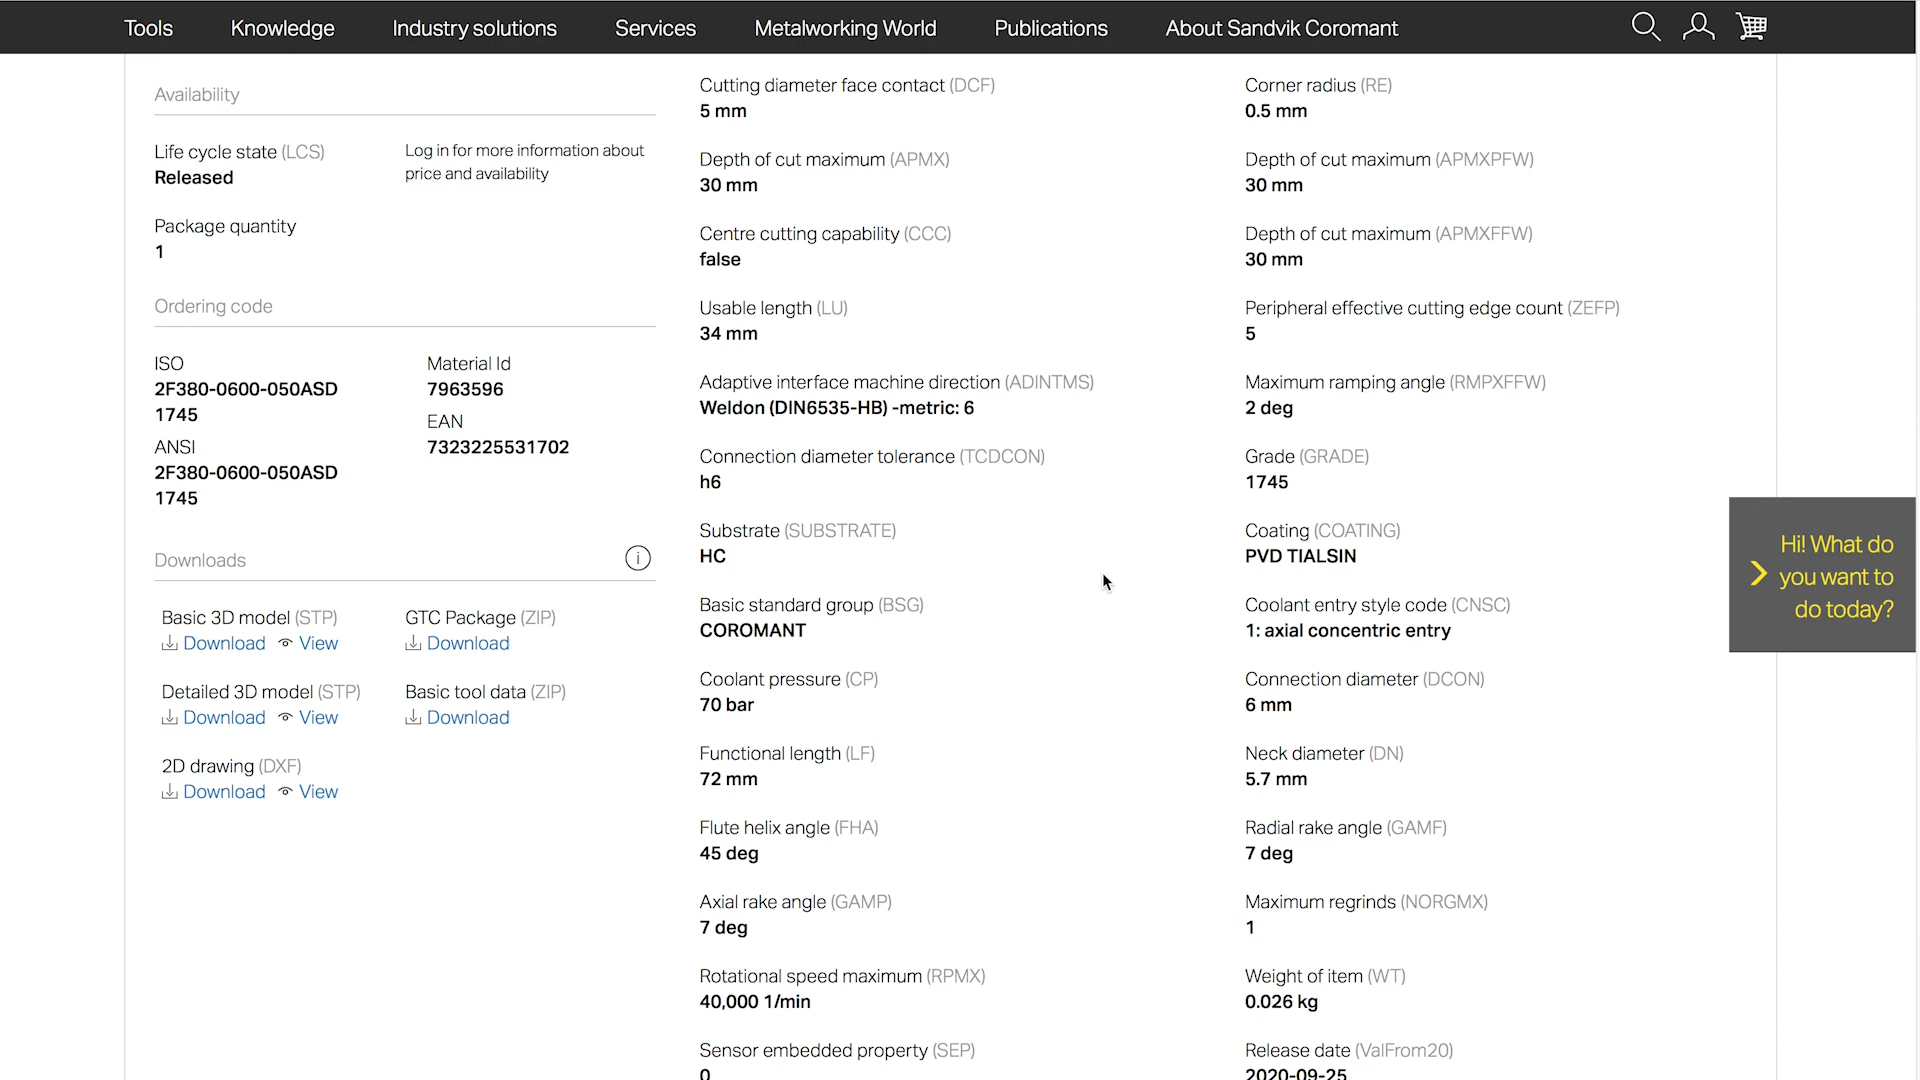 Tools Knowledge Industry solutions Services Metalworking World Publications About Sandvik Coromant
Availability
Life cycle state (LCS)
Released
Log in for more information about
price and availability
Package quantity
1
Ordering code
ISO
2F380-0600-050ASD
1745
ANSI
2F380-0600-050ASD
1745
Material Id
7963596
EAN
7323225531702
Downloads
Basic 3D model (STP)
Download View
GTC Package (ZIP)
Download
Detailed 3D model (STP)
Download View
Basic tool data (ZIP)
Download
2D drawing (DXF)
Download View
Cutting diameter face contact (DCF)
5 mm
Depth of cut maximum (APMX)
30 mm
Centre cutting capability (CCC)
false
Usable length (LU)
34 mm
Adaptive interface machine direction (ADINTMS)
Weldon (DIN6535-HB) -metric: 6
Connection diameter tolerance (TCDCON)
h6
Substrate (SUBSTRATE)
HC
Basic standard group (BSG)
COROMANT
Coolant pressure (CP)
70 bar
Functional length (LF)
72 mm
Flute helix angle (FHA)
45 deg
Axial rake angle (GAMP)
7 deg
Rotational speed maximum (RPMX)
40,000 1/min
Sensor embedded property (SEP)
0
Corner radius (RE)
0.5 mm
Depth of cut maximum (APMXPFW)
30 mm
Depth of cut maximum (APMXFFW)
30 mm
Peripheral effective cutting edge count (ZEFP)
5
Maximum ramping angle (RMPXFFW)
2 deg
Grade (GRADE)
1745
Coating (COATING)
PVD TIALSIN
Coolant entry style code (CNSC)
1: axial concentric entry
Connection diameter (DCON)
6 mm
Neck diameter (DN)
5.7 mm
Radial rake angle (GAMF)
7 deg
Maximum regrinds (NORGMX)
1
Weight of item (WT)
0.026 kg
Release date (ValFrom20)
2020-09-25
Hi! What do
you want to
do today?